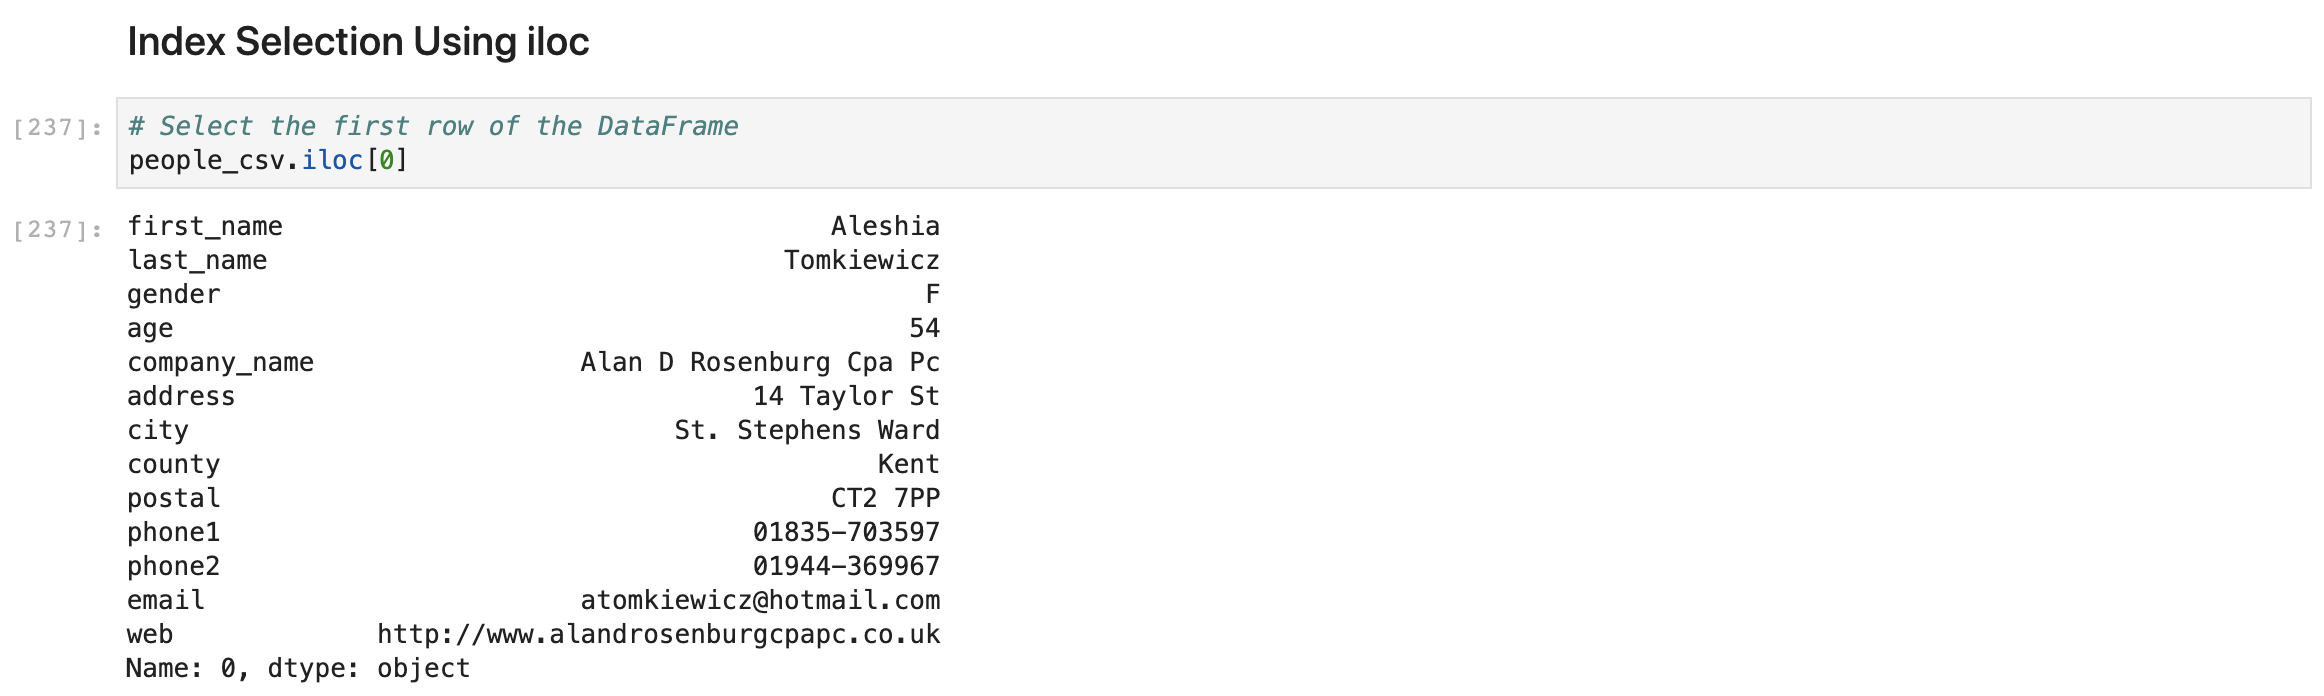 Index Selection Using iloc
[237]: # Select the first row of the DataFrame
people_csv.iloc[0]
[237]: first_name Aleshia
last_name Tomkiewicz
gender F
age 54
company_name Alan D Rosenburg Cpa Pc
address 14 Taylor St
city St. Stephens Ward
county Kent
postal CT2 7PP
phone1 01835-703597
phone2 01944-369967
email atomkiewicz@hotmail.com
web http://www.alandrosenburgcpapc.co.uk
Name: 0, dtype: object